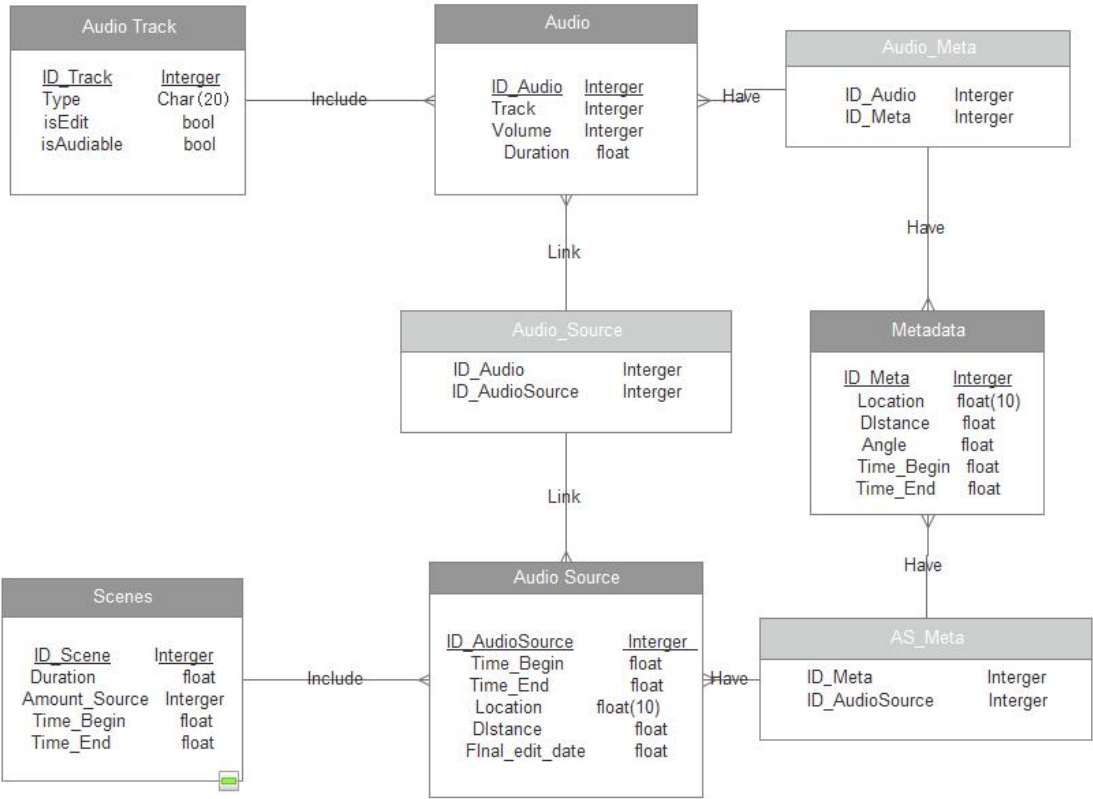 Audio Track
ID_Track Interger
Type Char(20)
isEdit bool
isAudiable bool
Include
Audio
ID_Audio Interger
Track Interger
Volume Interger
Duration float
Have
Audio_Meta
ID_Audio Interger
ID_Meta Interger
Have
Link
Audio_Source
ID_Audio Interger
ID_AudioSource Interger
Metadata
ID_Meta Interger
Location float(10)
DIstance float
Angle float
Time_Begin float
Time_End float
Link
Have
Scenes
ID_Scene Interger
Duration float
Amount_Source Interger
Time_Begin float
Time_End float
Include
Audio Source
ID_AudioSource Interger
Time_Begin float
Time_End float
Location float(10)
DIstance float
FInal_edit_date float
Have
AS_Meta
ID_Meta Interger
ID_AudioSource Interger